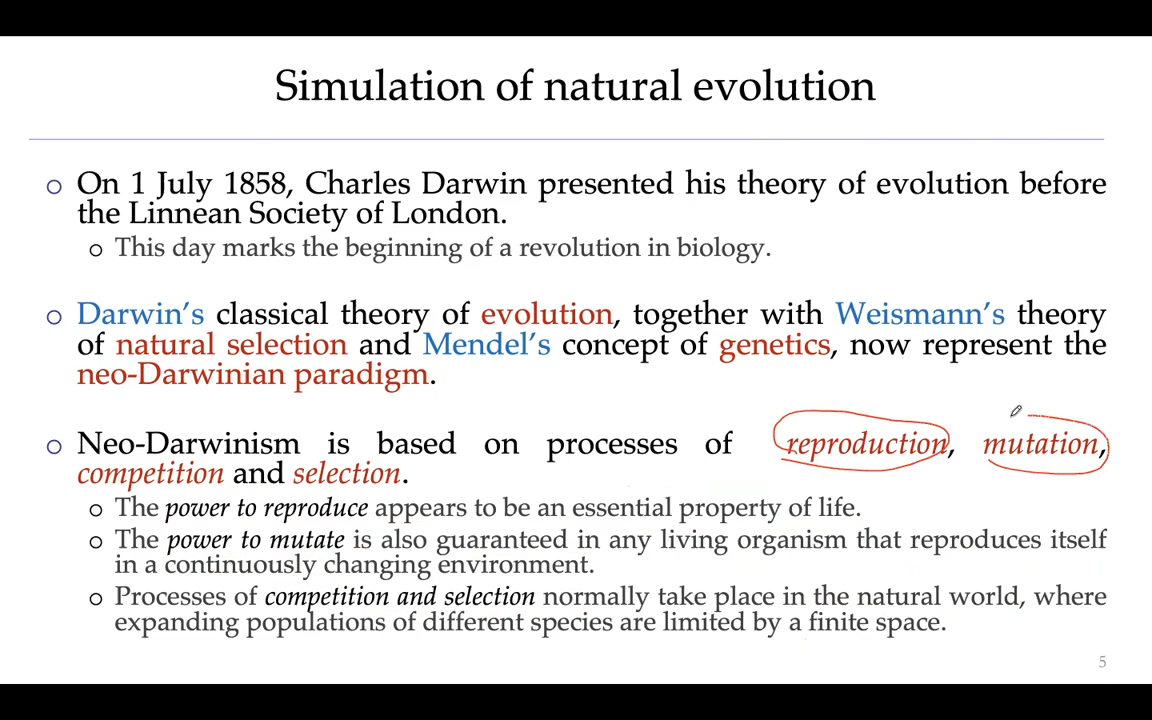 Simulation of natural evolution
On 1 July 1858, Charles Darwin presented his theory of evolution before
the Linnean Society of London.
This day marks the beginning of a revolution in biology.
Darwin’s classical theory of evolution, together with Weismann’s theory
of natural selection and Mendel’s concept of genetics, now represent the
neo-Darwinian paradigm.
Neo-Darwinism is based on processes of reproduction, mutation,
competition and selection.
The power to reproduce appears to be an essential property of life.
The power to mutate is also guaranteed in any living organism that reproduces itself
in a continuously changing environment.
Processes of competition and selection normally take place in the natural world, where
expanding populations of different species are limited by a finite space.
5